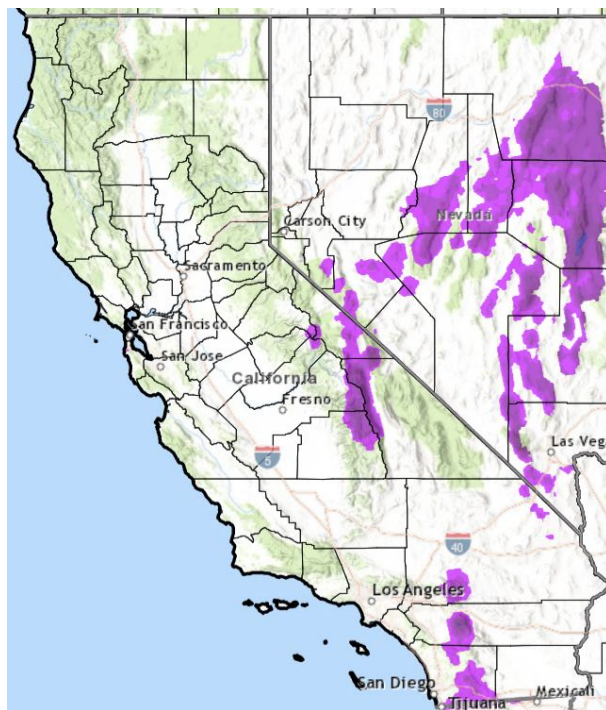 80
Nevada
Carson City
Sacramento
San Francisco
San Jose
California
Fresno
5
Las Vega
40
Los Angeles
San Diego
Mexicali
Tijuana